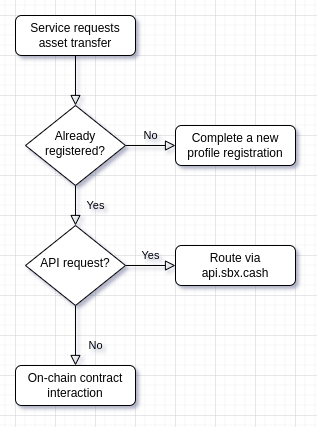 Service requests
asset transfer
Already
registered?
No
Complete a new
profile registration
Yes
API request?
Yes
Route via
api.sbx.cash
No
On-chain contract
interaction